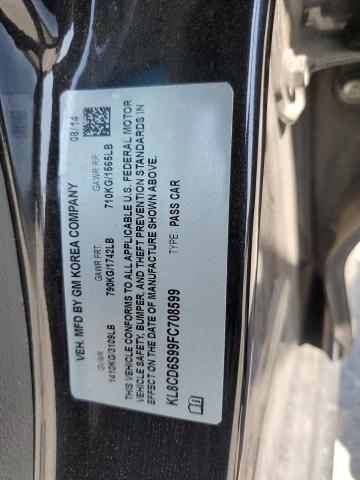 VEH. MFD BY GM KOREA COMPANY 08/14
GVWR GAWR FRT. GAWR RR.
1410KG/3109LB 790KG/1742LB 710KG/1565LB
THIS VEHICLE CONFORMS TO ALL APPLICABLE U.S. FEDERAL MOTOR
VEHICLE SAFETY, BUMPER, AND THEFT PREVENTION STANDARDS IN
EFFECT ON THE DATE OF MANUFACTURE SHOWN ABOVE.
KL8CD6S99FC708599 TYPE: PASS CAR